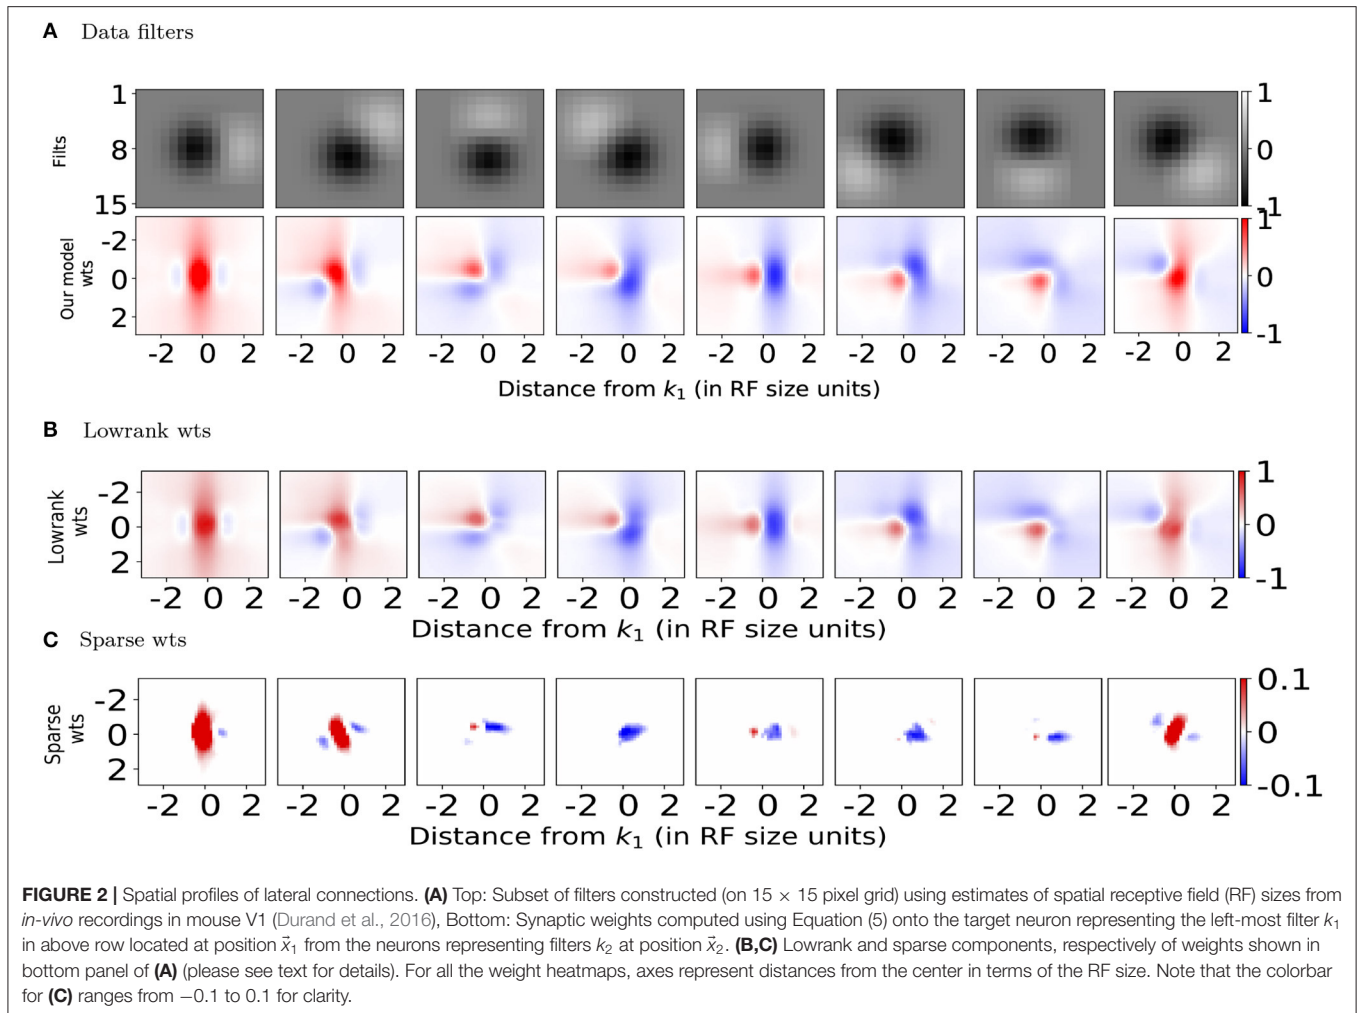 A Data filters
1
8
15
Filts
1
0
-1
-2
0
2
Our model
wts
1
0
-1
-2 0 2 -2 0 2 -2 0 2 -2 0 2 -2 0 2 -2 0 2 -2 0 2 -2 0 2
Distance from k₁ (in RF size units)
B Lowrank wts
-2
0
2
Lowrank
wts
1
0
-1
-2 0 2 -2 0 2 -2 0 2 -2 0 2 -2 0 2 -2 0 2 -2 0 2 -2 0 2
Distance from k₁ (in RF size units)
C Sparse wts
-2
0
2
Sparse
wts
0.1
0
-0.1
-2 0 2 -2 0 2 -2 0 2 -2 0 2 -2 0 2 -2 0 2 -2 0 2 -2 0 2
Distance from k₁ (in RF size units)
FIGURE 2 | Spatial profiles of lateral connections. (A) Top: Subset of filters constructed (on 15 × 15 pixel grid) using estimates of spatial receptive field (RF) sizes from
in-vivo recordings in mouse V1 (Durand et al., 2016), Bottom: Synaptic weights computed using Equation (5) onto the target neuron representing the left-most filter k₁
in above row located at position x⃗₁ from the neurons representing filters k₂ at position x⃗₂. (B,C) Lowrank and sparse components, respectively of weights shown in
bottom panel of (A) (please see text for details). For all the weight heatmaps, axes represent distances from the center in terms of the RF size. Note that the colorbar
for (C) ranges from −0.1 to 0.1 for clarity.